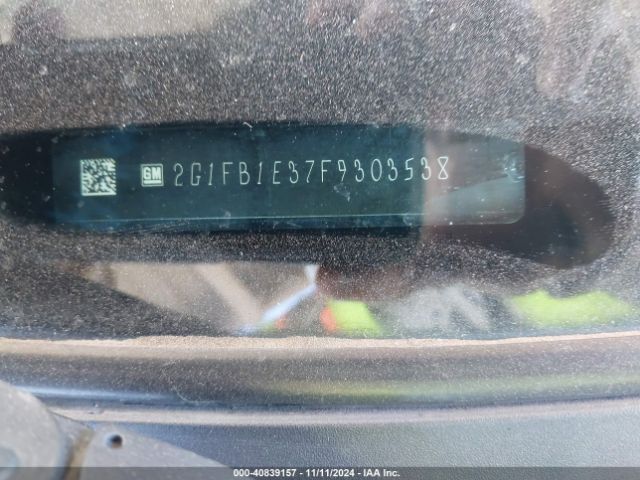 GM 2G1FB1E37F9303538
000-40839157 - 11/11/2024 - IAA Inc.